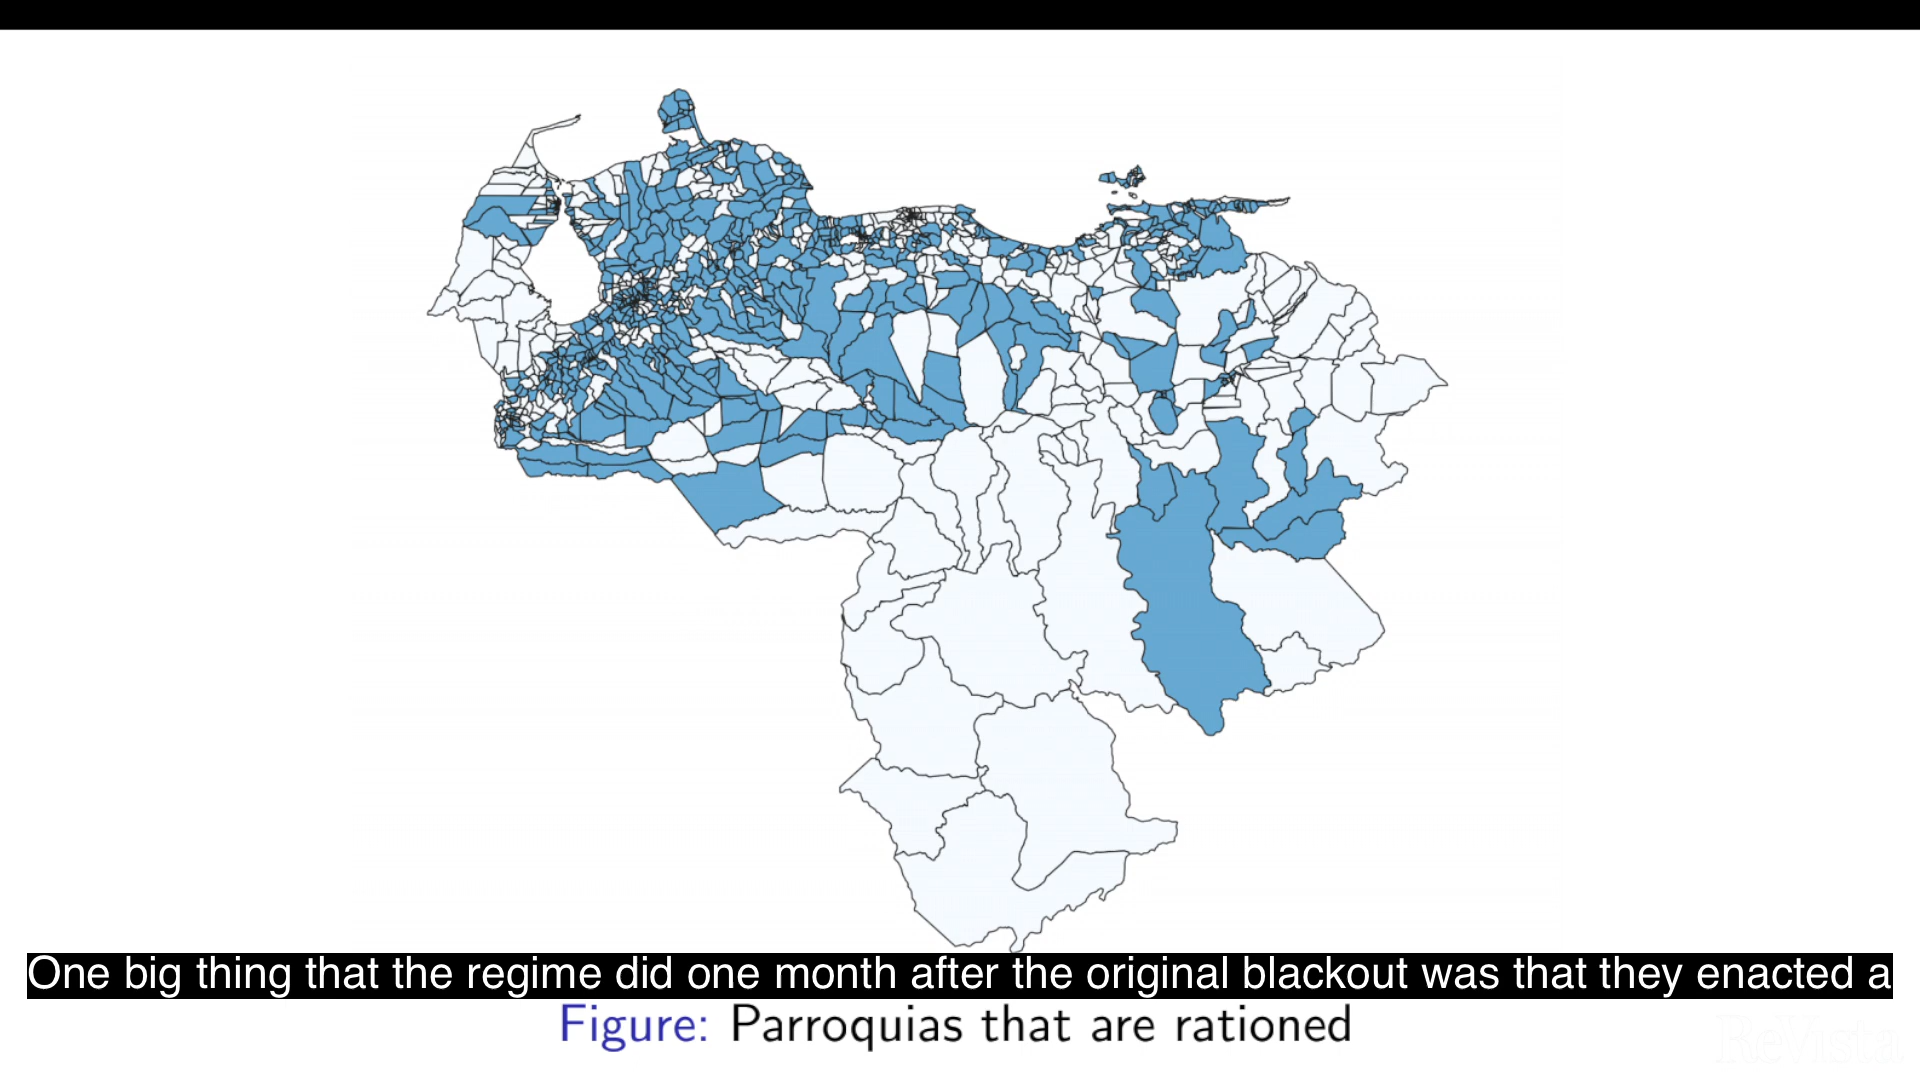 One big thing that the regime did one month after the original blackout was that they enacted a
Figure: Parroquias that are rationed
ReVista